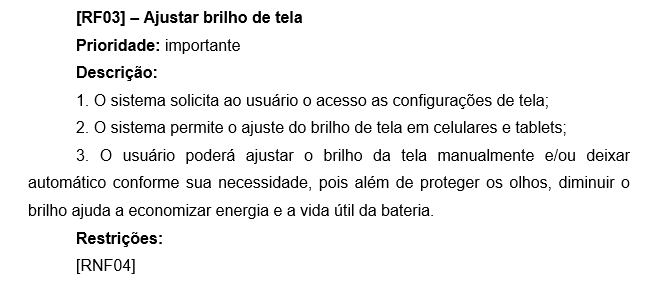 [RF03] – Ajustar brilho de tela
Prioridade: importante
Descrição:
1. O sistema solicita ao usuário o acesso as configurações de tela;
2. O sistema permite o ajuste do brilho de tela em celulares e tablets;
3. O usuário poderá ajustar o brilho da tela manualmente e/ou deixar
automático conforme sua necessidade, pois além de proteger os olhos, diminuir o
brilho ajuda a economizar energia e a vida útil da bateria.
Restrições:
[RNF04]